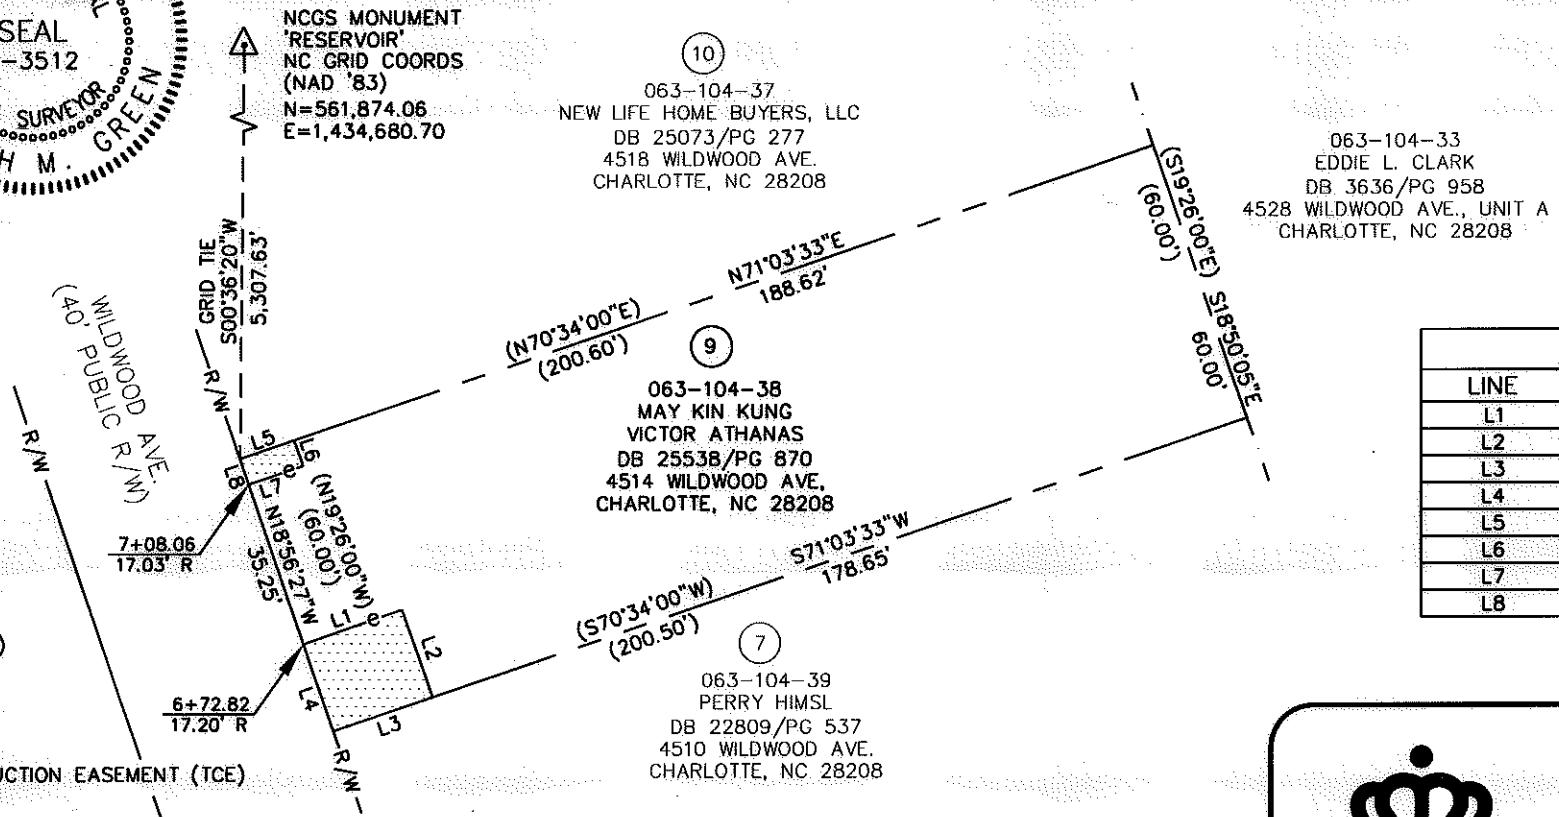 SEAL
-3512
SURVEYOR
H M. GREEN
NCGS MONUMENT
'RESERVOIR'
NC GRID COORDS
(NAD '83)
N=561,874.06
E=1,434,680.70
10
063-104-37
NEW LIFE HOME BUYERS, LLC
DB 25073/PG 277
4518 WILDWOOD AVE.
CHARLOTTE, NC 28208
063-104-33
EDDIE L. CLARK
DB 3636/PG 958
4528 WILDWOOD AVE., UNIT A
CHARLOTTE, NC 28208
(S19°26'00"E)
(60.00')
S18°50'05"E
60.00'
GRID TIE
S00°36'20"W
5,307.63'
N71°03'33"E
188.62'
(N70°34'00"E)
(200.60')
WILDWOOD AVE.
(40' PUBLIC R/W)
R/W
R/W
9
063-104-38
MAY KIN KUNG
VICTOR ATHANAS
DB 25538/PG 870
4514 WILDWOOD AVE,
CHARLOTTE, NC 28208
L5
L6
L8
L7
e
(N19°26'00"W)
(60.00')
N18°56'27"W
35.25'
7+08.06
17.03' R
S71°03'33"W
178.65'
(S70°34'00"W)
(200.50')
L1
e
L2
L4
L3
6+72.82
17.20' R
R/W
7
063-104-39
PERRY HIMSL
DB 22809/PG 537
4510 WILDWOOD AVE.
CHARLOTTE, NC 28208
)
UCTION EASEMENT (TCE)
LINE
L1
L2
L3
L4
L5
L6
L7
L8